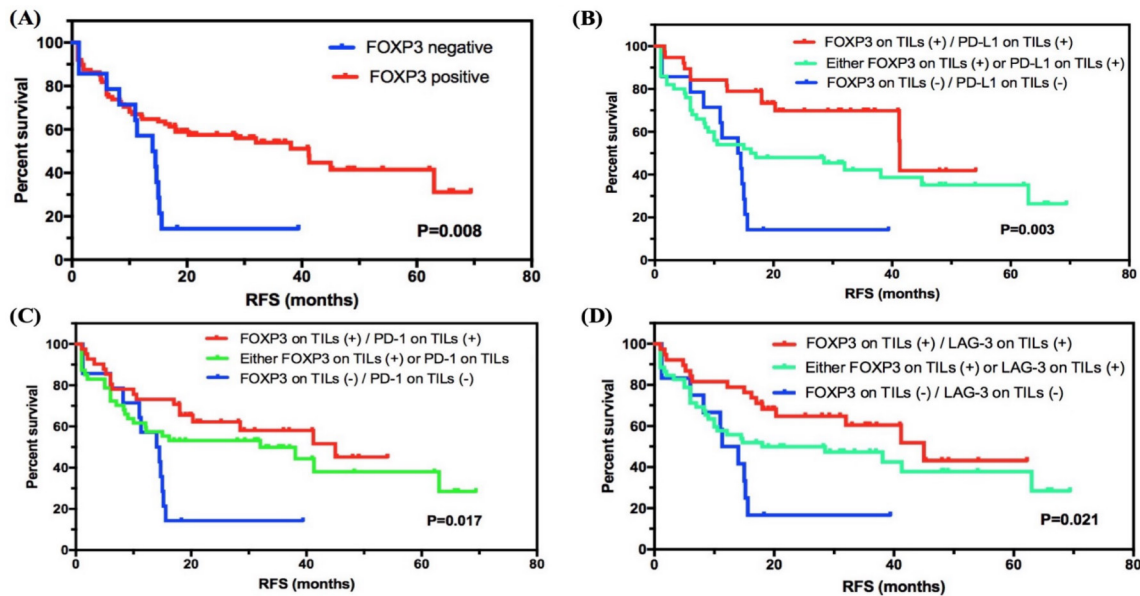 (A)
FOXP3 negative
FOXP3 positive
Percent survival
100
80
60
40
20
0
0 20 40 60 80
P=0.008
RFS (months)
(B)
FOXP3 on TILs (+) / PD-L1 on TILs (+)
Either FOXP3 on TILs (+) or PD-L1 on TILs (+)
FOXP3 on TILs (-) / PD-L1 on TILs (-)
Percent survival
100
80
60
40
20
0
0 20 40 60 80
P=0.003
RFS (months)
(C)
FOXP3 on TILs (+) / PD-1 on TILs (+)
Either FOXP3 on TILs (+) or PD-1 on TILs
FOXP3 on TILs (-) / PD-1 on TILs (-)
Percent survival
100
80
60
40
20
0
0 20 40 60 80
P=0.017
RFS (months)
(D)
FOXP3 on TILs (+) / LAG-3 on TILs (+)
Either FOXP3 on TILs (+) or LAG-3 on TILs (+)
FOXP3 on TILs (-) / LAG-3 on TILs (-)
Percent survival
100
80
60
40
20
0
0 20 40 60 80
P=0.021
RFS (months)